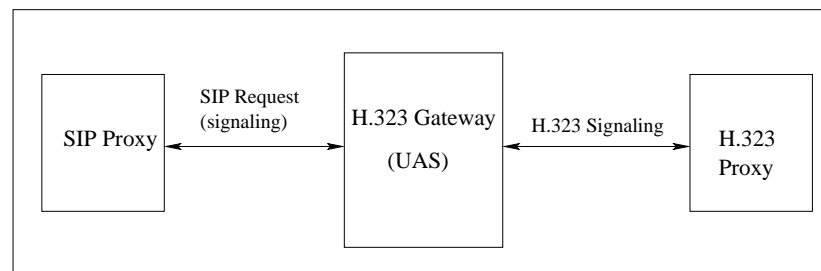 SIP Proxy
SIP Request
(signaling)
H.323 Gateway
(UAS)
H.323 Signaling
H.323
Proxy